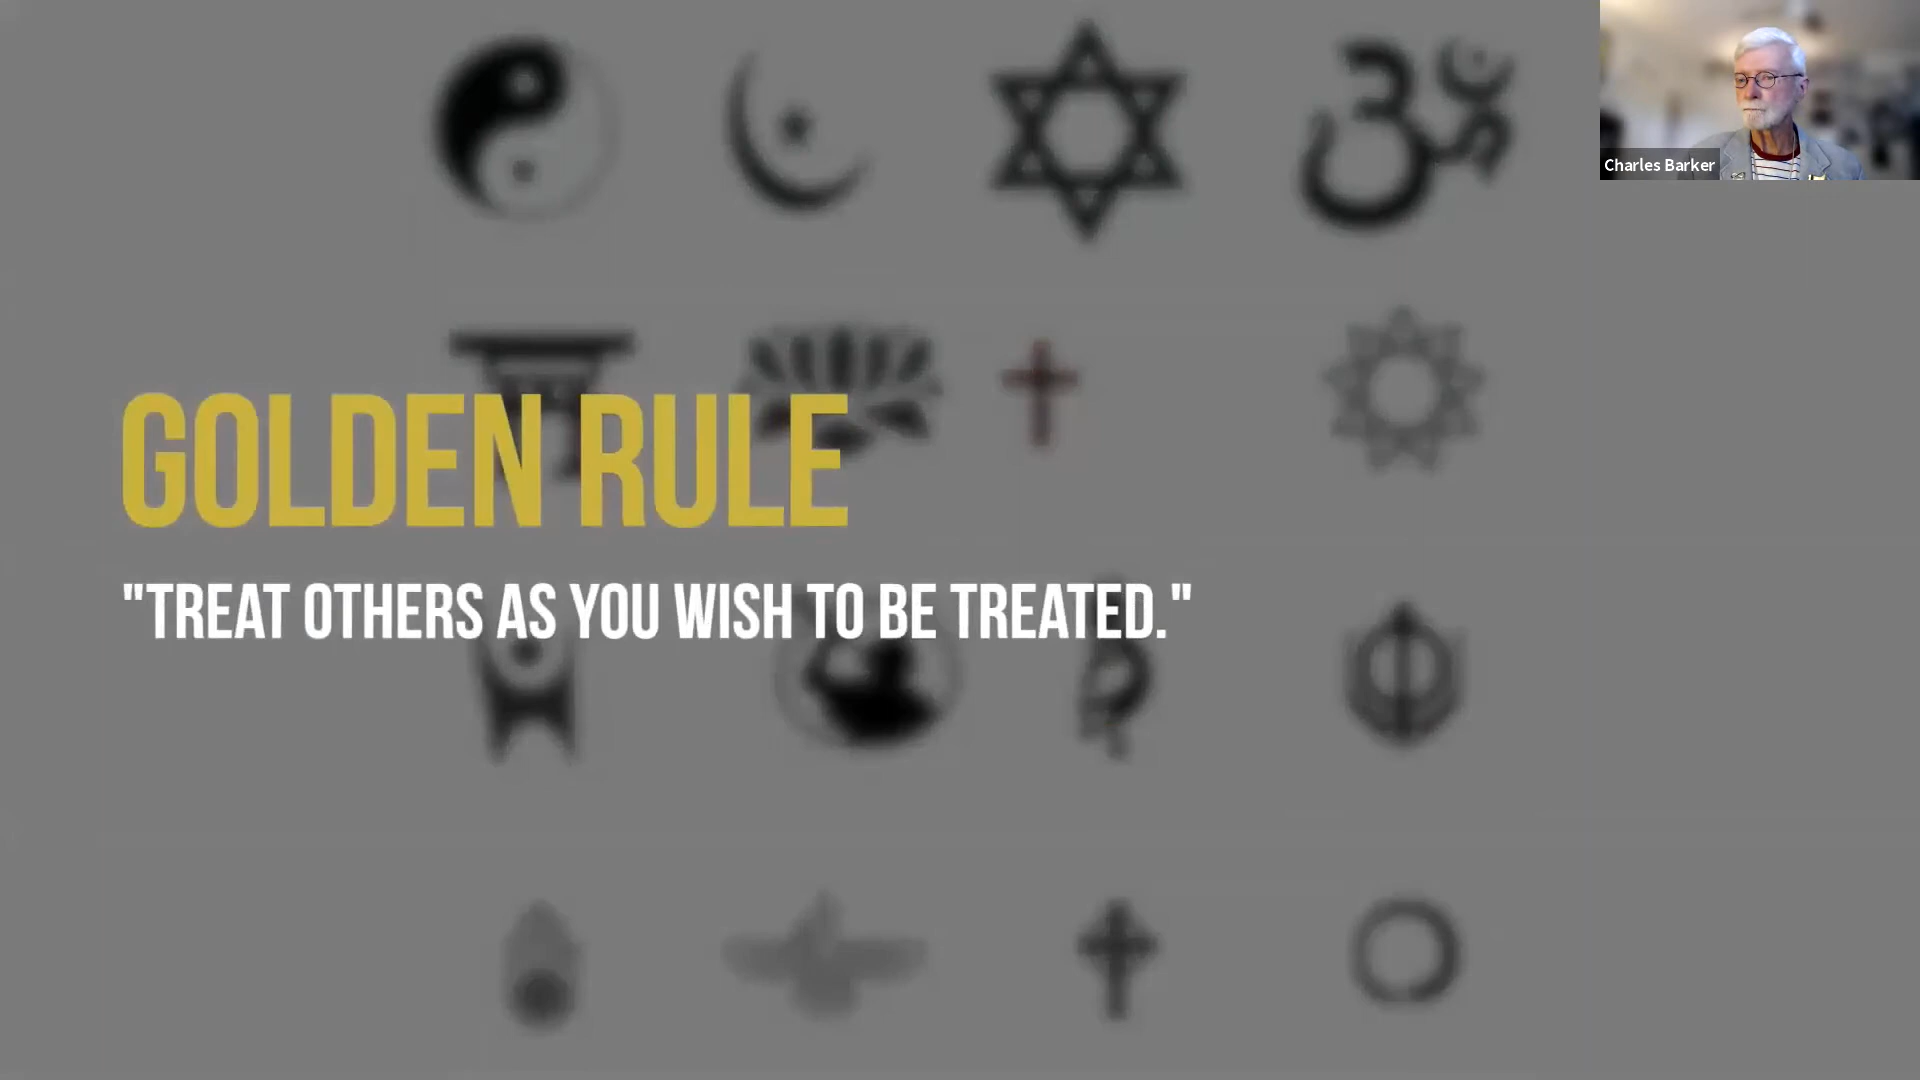 Charles Barker
GOLDEN RULE
"TREAT OTHERS AS YOU WISH TO BE TREATED."